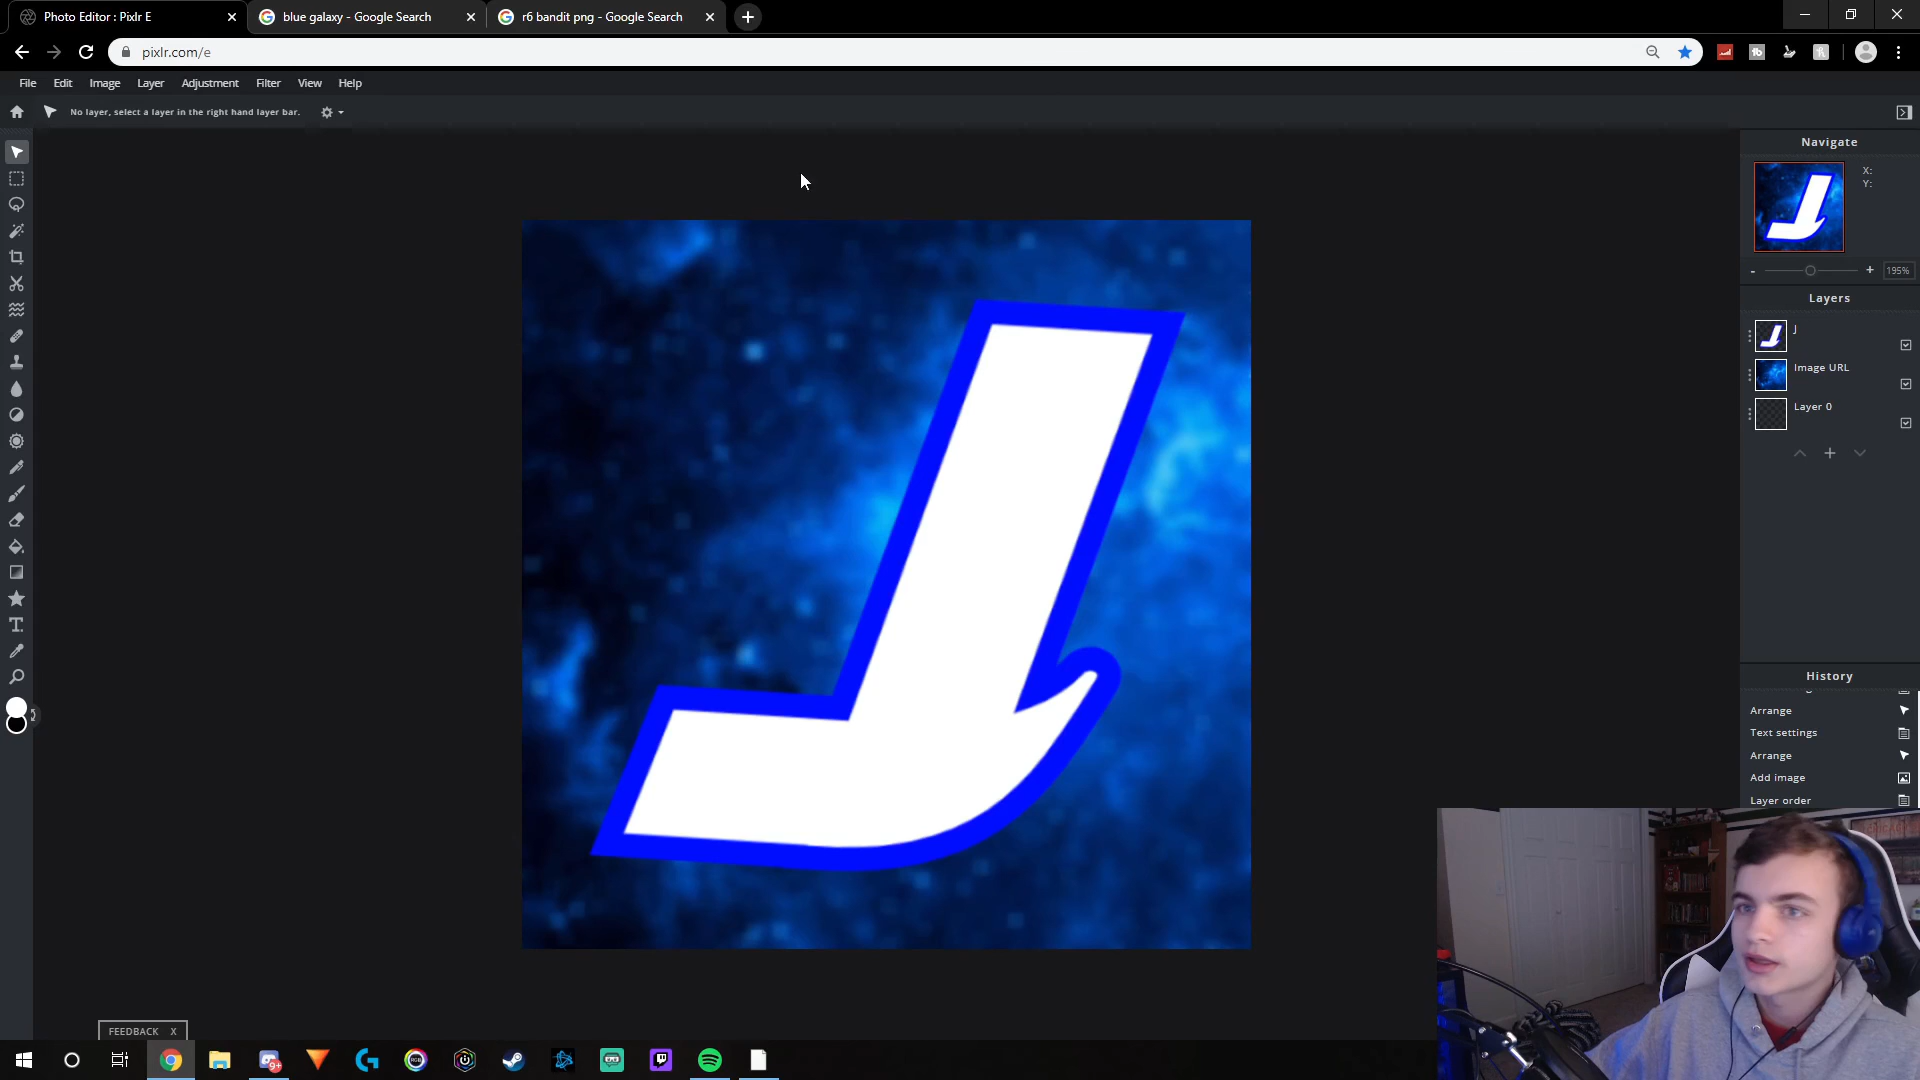 Photo Editor : Pixlr E
blue galaxy - Google Search
r6 bandit png - Google Search
pixlr.com/e
File Edit Image Layer Adjustment Filter View Help
No layer, select a layer in the right hand layer bar.
Navigate
X:
Y:
- + 195%
Layers
J
Image URL
Layer 0
J
History
Arrange
Text settings
Arrange
Add image
Layer order
FEEDBACK X
9+